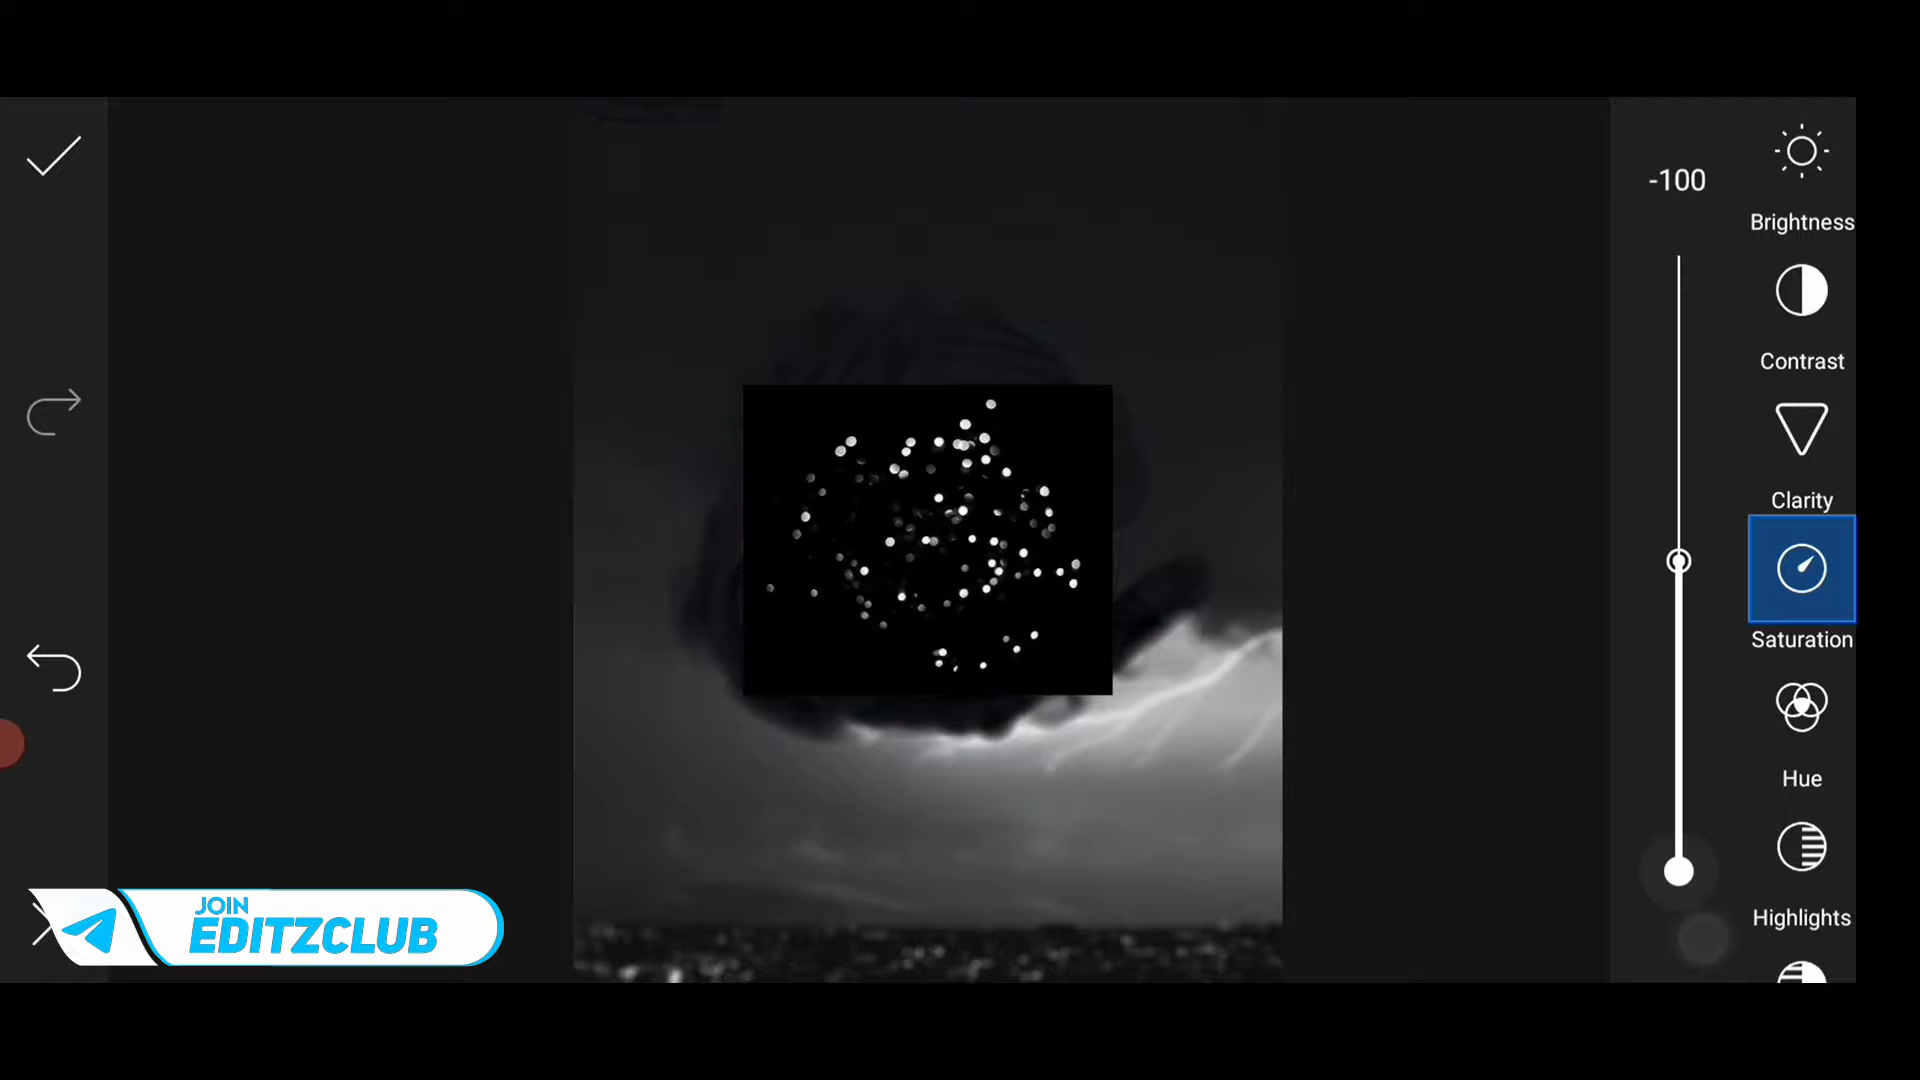 -100
Brightness
Contrast
Clarity
Saturation
Hue
Highlights
JOIN
EDITZCLUB